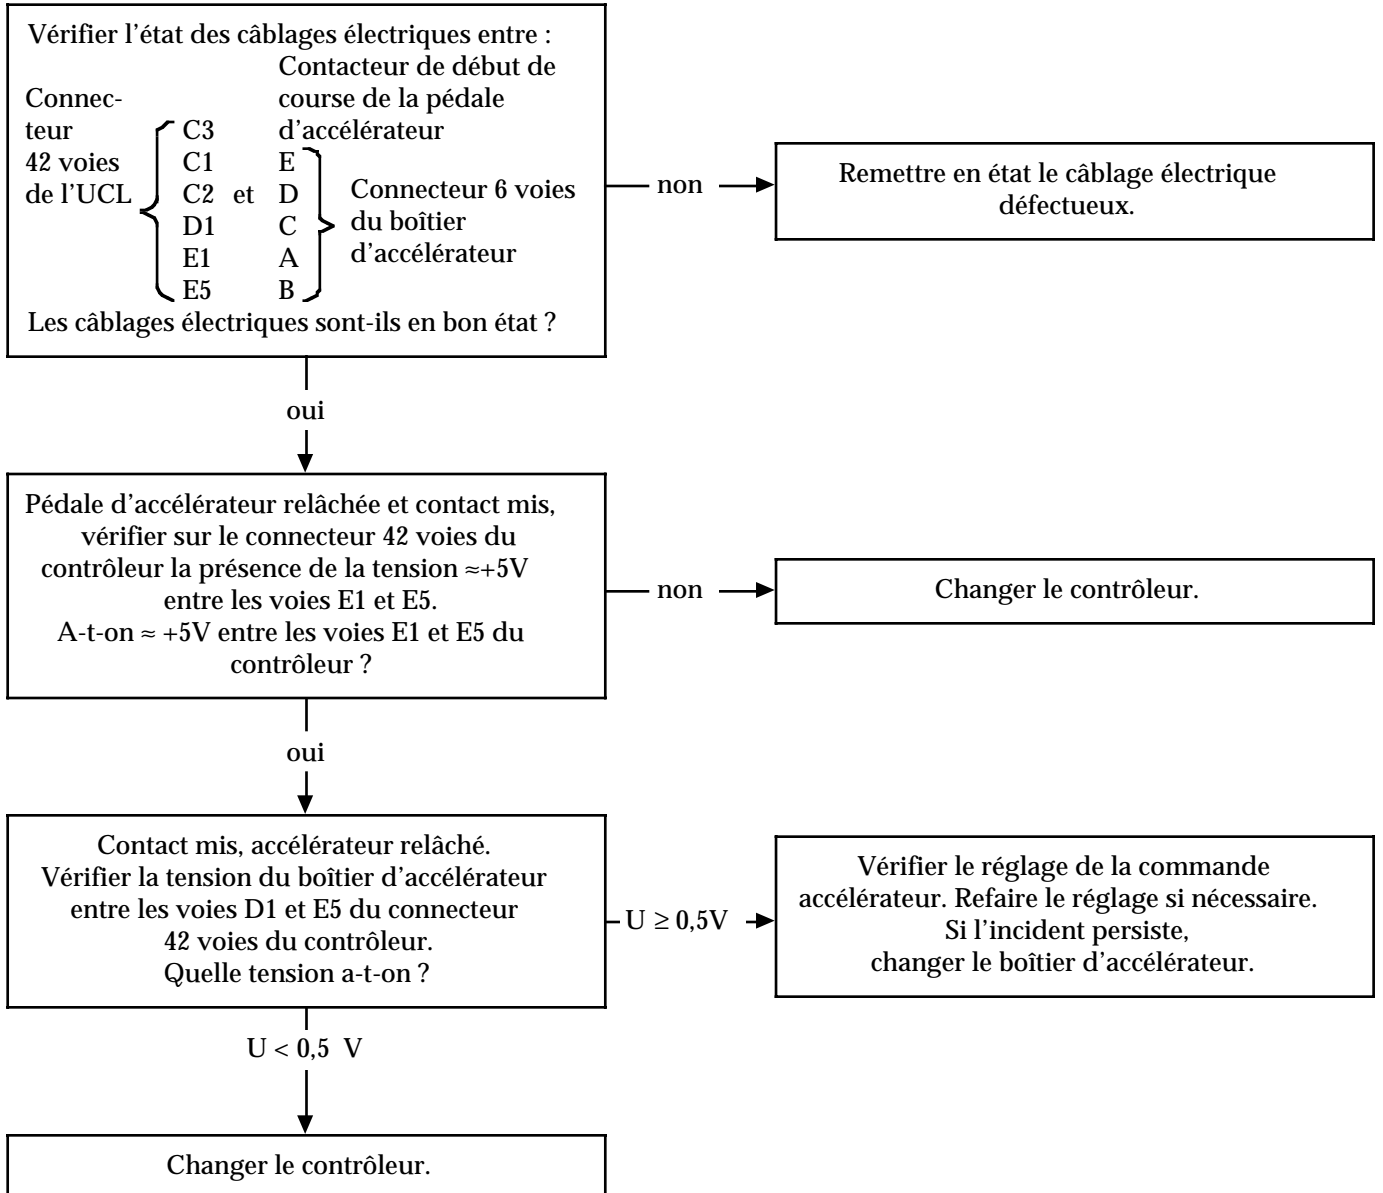 Vérifier l'état des câblages électriques entre :
Contacteur de début de
Connec- course de la pédale
teur C3 d'accélérateur
42 voies C1 E
de l'UCL C2 et D Connecteur 6 voies
D1 C du boîtier
E1 A d'accélérateur
E5 B
Les câblages électriques sont-ils en bon état ?
non
Remettre en état le câblage électrique
défectueux.
oui
Pédale d'accélérateur relâchée et contact mis,
vérifier sur le connecteur 42 voies du
contrôleur la présence de la tension ≈+5V
entre les voies E1 et E5.
A-t-on ≈ +5V entre les voies E1 et E5 du
contrôleur ?
non
Changer le contrôleur.
oui
Contact mis, accélérateur relâché.
Vérifier la tension du boîtier d'accélérateur
entre les voies D1 et E5 du connecteur
42 voies du contrôleur.
Quelle tension a-t-on ?
U ≥ 0,5V
Vérifier le réglage de la commande
accélérateur. Refaire le réglage si nécessaire.
Si l'incident persiste,
changer le boîtier d'accélérateur.
U < 0,5 V
Changer le contrôleur.